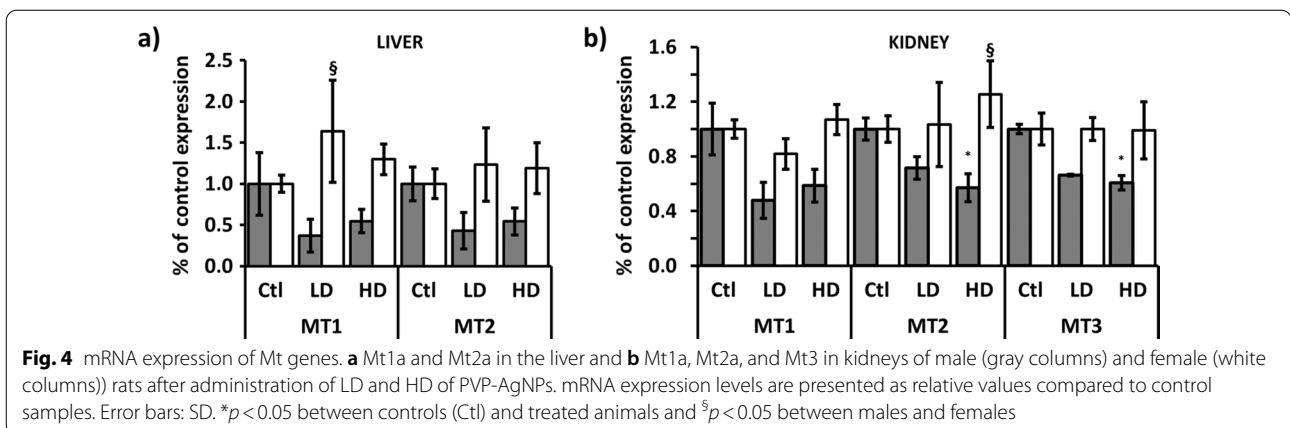 a) LIVER
§
% of control expression
2.5
2.0
1.5
1.0
0.5
0.0
Ctl LD HD Ctl LD HD
MT1 MT2
b) KIDNEY
§
* *
% of control expression
1.6
1.2
0.8
0.4
0.0
Ctl LD HD Ctl LD HD Ctl LD HD
MT1 MT2 MT3
Fig. 4 mRNA expression of Mt genes. a Mt1a and Mt2a in the liver and b Mt1a, Mt2a, and Mt3 in kidneys of male (gray columns) and female (white
columns)) rats after administration of LD and HD of PVP-AgNPs. mRNA expression levels are presented as relative values compared to control
samples. Error bars: SD. *p < 0.05 between controls (Ctl) and treated animals and §p < 0.05 between males and females